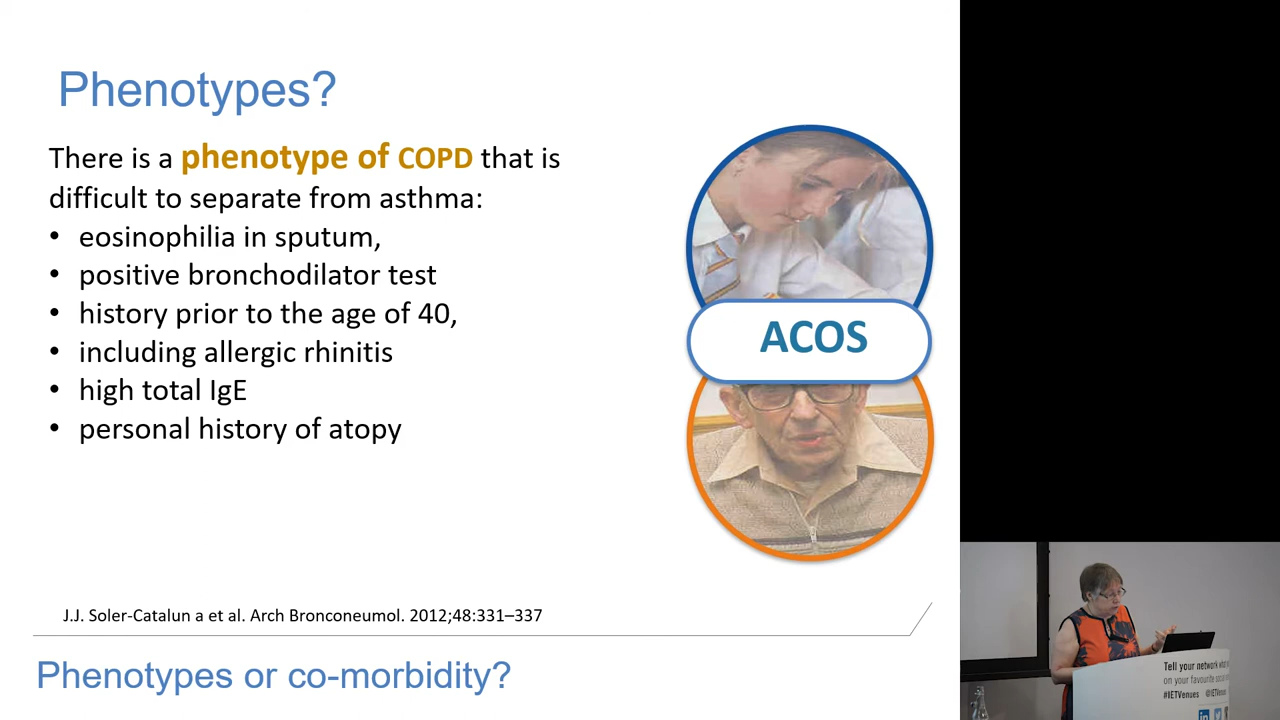 Phenotypes?
There is a phenotype of COPD that is
difficult to separate from asthma:
• eosinophilia in sputum,
• positive bronchodilator test
• history prior to the age of 40,
• including allergic rhinitis
• high total IgE
• personal history of atopy
ACOS
J.J. Soler-Catalun a et al. Arch Bronconeumol. 2012;48:331–337
Phenotypes or co-morbidity?
Tell your network
on your favourite
#IETVenues @IETVenues